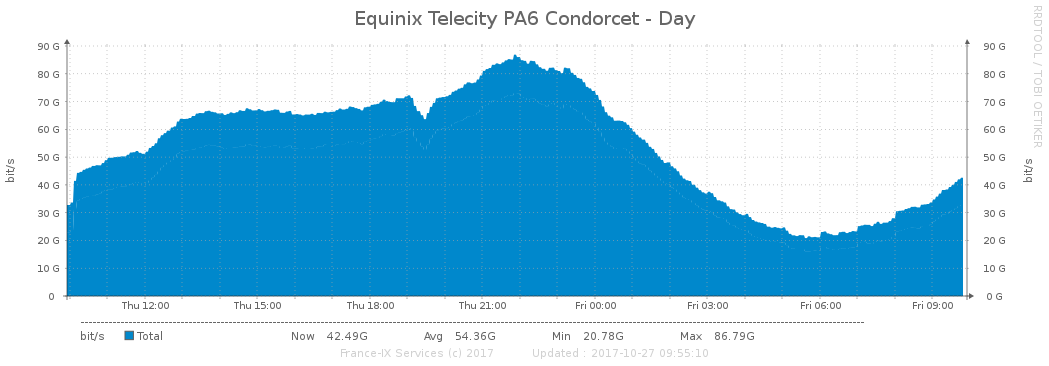 Equinix Telecity PA6 Condorcet - Day
RRDTOOL / TOBI OETIKER
bit/s
90 G
80 G
70 G
60 G
50 G
40 G
30 G
20 G
10 G
0
90 G
80 G
70 G
60 G
50 G
40 G
30 G
20 G
10 G
0 G
bit/s
Thu 12:00 Thu 15:00 Thu 18:00 Thu 21:00 Fri 00:00 Fri 03:00 Fri 06:00 Fri 09:00
bit/s Total Now 42.49G Avg 54.36G Min 20.78G Max 86.79G
France-IX Services (c) 2017 Updated : 2017-10-27 09:55:10